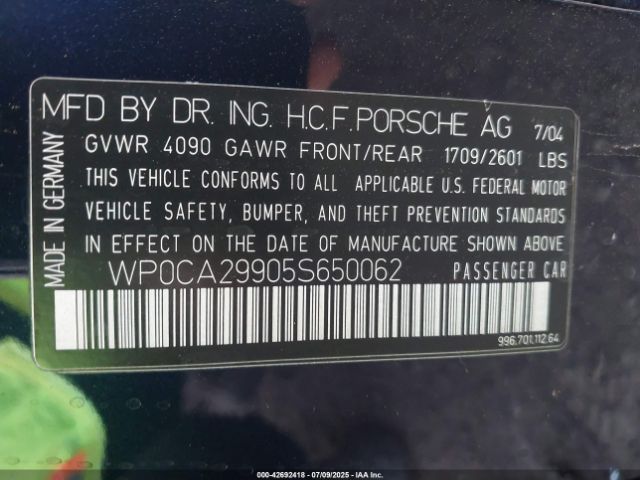 MFD BY DR. ING. H.C.F. PORSCHE AG 7/04
GVWR 4090 GAWR FRONT/REAR 1709/2601 LBS
THIS VEHICLE CONFORMS TO ALL APPLICABLE U.S. FEDERAL MOTOR
VEHICLE SAFETY, BUMPER, AND THEFT PREVENTION STANDARDS
IN EFFECT ON THE DATE OF MANUFACTURE SHOWN ABOVE
WP0CA29905S650062 PASSENGER CAR
996.701.112.64
MADE IN GERMANY
000-42692418 - 07/09/2025 - IAAI.com